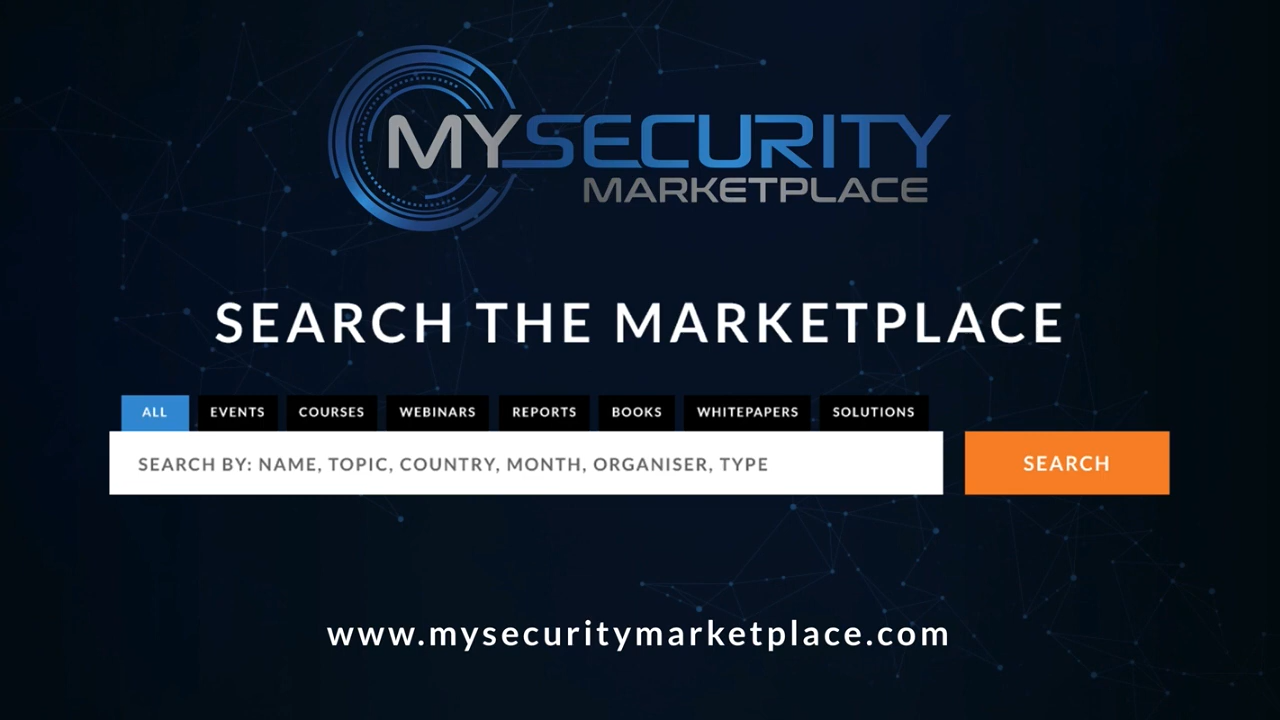 MYSECURITY
MARKETPLACE
SEARCH THE MARKETPLACE
ALL EVENTS COURSES WEBINARS REPORTS BOOKS WHITEPAPERS SOLUTIONS
SEARCH BY: NAME, TOPIC, COUNTRY, MONTH, ORGANISER, TYPE SEARCH
www.mysecuritymarketplace.com